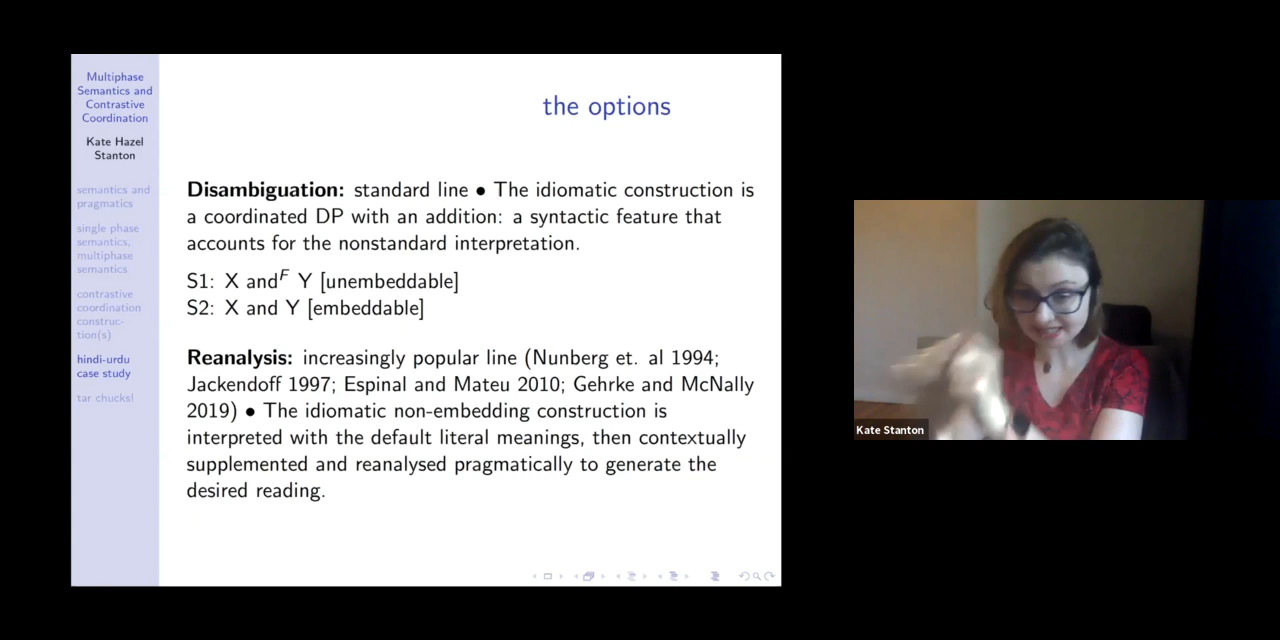 Multiphase
Semantics and
Contrastive
Coordination
Kate Hazel
Stanton
semantics and
pragmatics
single phase
semantics,
multiphase
semantics
contrastive
coordination
construc-
tion(s)
hindi-urdu
case study
tar chucks!
the options
Disambiguation: standard line • The idiomatic construction is
a coordinated DP with an addition: a syntactic feature that
accounts for the nonstandard interpretation.
S1: X and^F Y [unembeddable]
S2: X and Y [embeddable]
Reanalysis: increasingly popular line (Nunberg et. al 1994;
Jackendoff 1997; Espinal and Mateu 2010; Gehrke and McNally
2019) • The idiomatic non-embedding construction is
interpreted with the default literal meanings, then contextually
supplemented and reanalysed pragmatically to generate the
desired reading.
Kate Stanton